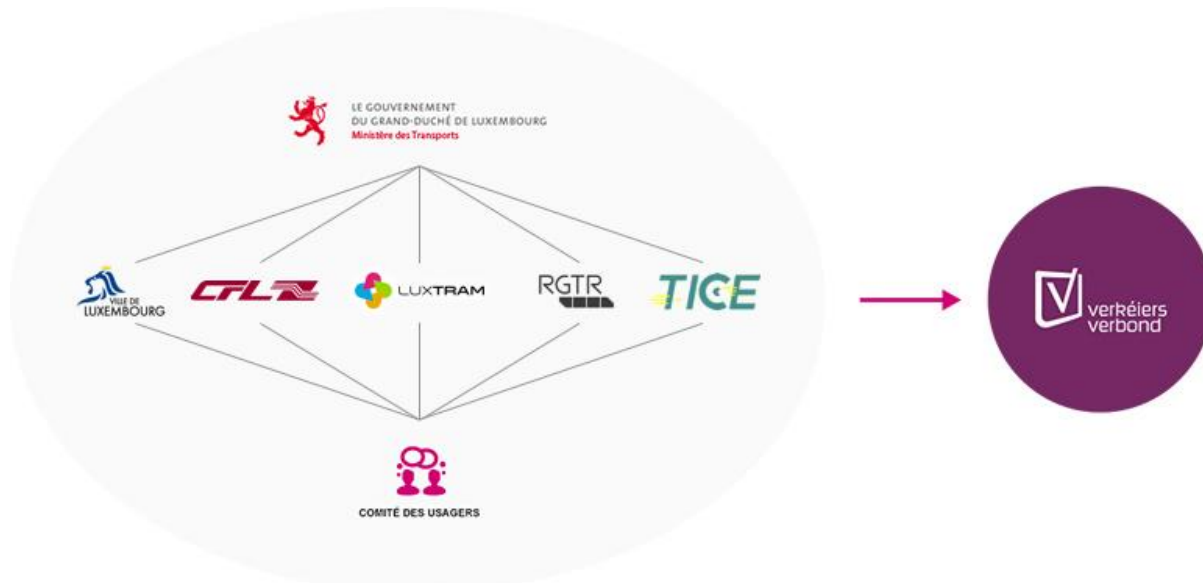 LE GOUVERNEMENT
DU GRAND-DUCHÉ DE LUXEMBOURG
Ministère des Transports
VILLE DE
LUXEMBOURG
CFL
LUXTRAM
RGTR
TICE
verkéiers
verbond
COMITÉ DES USAGERS